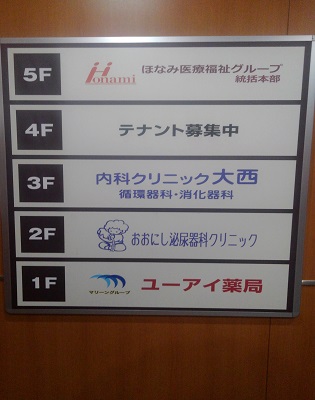 5F
Honami
ほなみ医療福祉グループ
統括本部
4F
テナント募集中
3F
内科クリニック大西
循環器科・消化器科
2F
おおにし泌尿器科クリニック
1F
マリーングループ
ユーアイ薬局